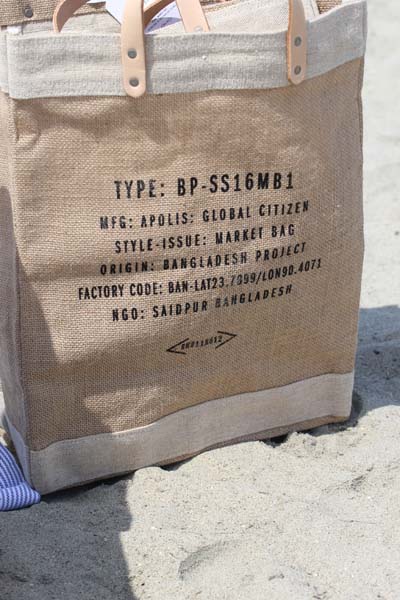 TYPE: BP-SS16MB1
MFG: APOLIS: GLOBAL CITIZEN
STYLE-ISSUE: MARKET BAG
ORIGIN: BANGLADESH PROJECT
FACTORY CODE: BAN-LAT23.7099/LON90.4071
NGO: SAIDPUR BANGLADESH